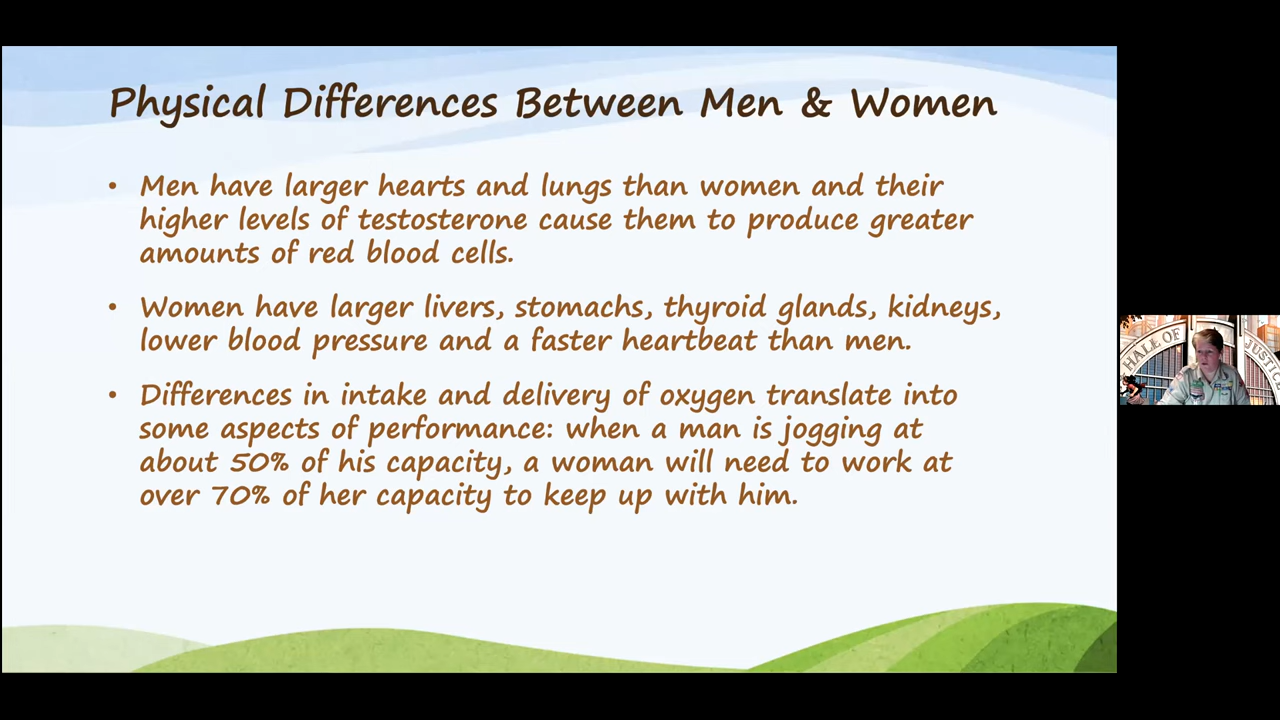 Physical Differences Between Men & Women
• Men have larger hearts and lungs than women and their
higher levels of testosterone cause them to produce greater
amounts of red blood cells.
• Women have larger livers, stomachs, thyroid glands, kidneys,
lower blood pressure and a faster heartbeat than men.
• Differences in intake and delivery of oxygen translate into
some aspects of performance: when a man is jogging at
about 50% of his capacity, a woman will need to work at
over 70% of her capacity to keep up with him.
HALL OF JUSTICE